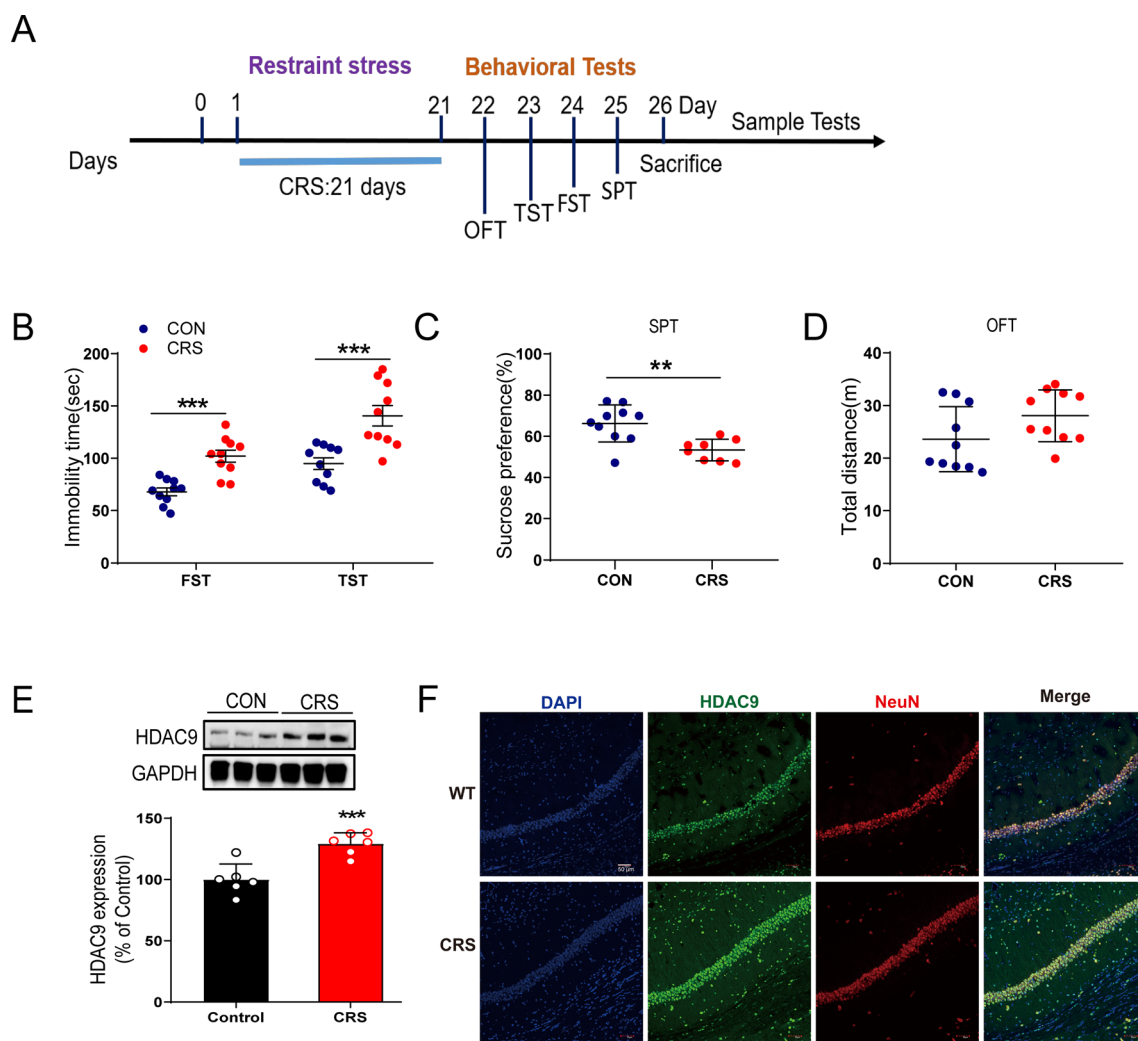 A
Restraint stress Behavioral Tests
0 1 21 22 23 24 25 26 Day
Sample Tests
Days
CRS:21 days
Sacrifice
OFT TST FST SPT
B
CON
CRS
Immobility time(sec)
200
150
100
50
0
***
***
FST TST
C
SPT
Sucrose preference(%)
100
80
60
40
20
0
**
CON CRS
D
OFT
Total distance(m)
40
30
20
10
0
CON CRS
E
CON CRS
HDAC9
GAPDH
HDAC9 expression
(% of Control)
150
100
50
0
***
Control CRS
F
DAPI HDAC9 NeuN Merge
WT
50 μm
CRS